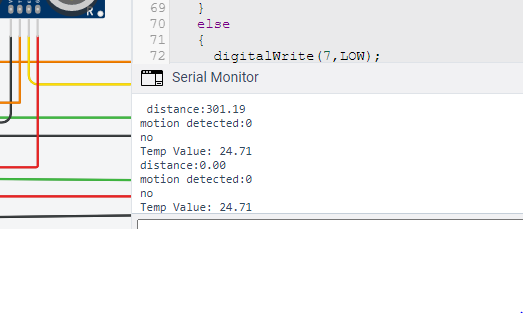 R.
69 }
70 else
71 {
72 digitalWrite(7,LOW);
Serial Monitor
distance:301.19
motion detected:0
no
Temp Value: 24.71
distance:0.00
motion detected:0
no
Temp Value: 24.71